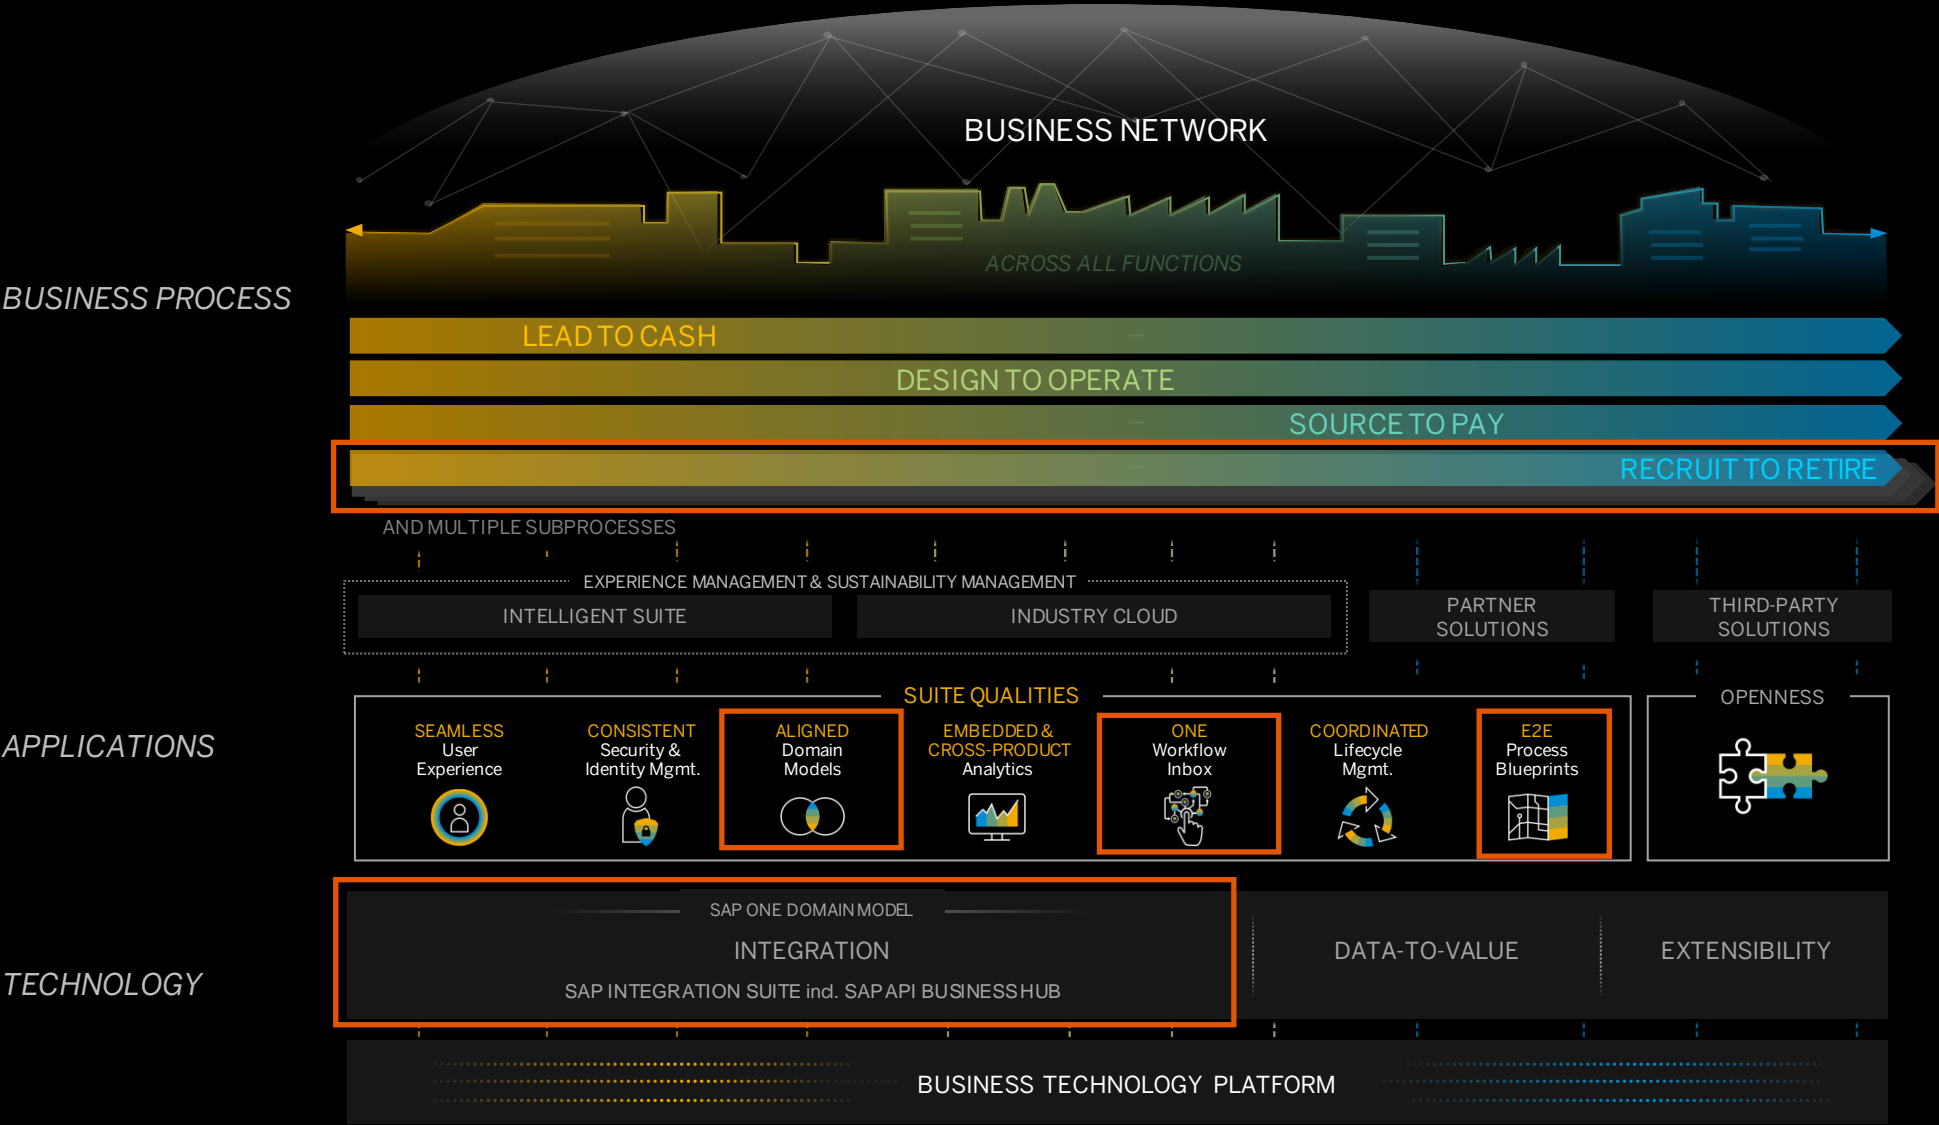 BUSINESS NETWORK
ACROSS ALL FUNCTIONS
BUSINESS PROCESS
LEAD TO CASH
DESIGN TO OPERATE
SOURCE TO PAY
RECRUIT TO RETIRE
AND MULTIPLE SUBPROCESSES
EXPERIENCE MANAGEMENT & SUSTAINABILITY MANAGEMENT
INTELLIGENT SUITE
INDUSTRY CLOUD
PARTNER
SOLUTIONS
THIRD-PARTY
SOLUTIONS
APPLICATIONS
SUITE QUALITIES
SEAMLESS
User
Experience
CONSISTENT
Security &
Identity Mgmt.
ALIGNED
Domain
Models
EMBEDDED &
CROSS-PRODUCT
Analytics
ONE
Workflow
Inbox
COORDINATED
Lifecycle
Mgmt.
E2E
Process
Blueprints
OPENNESS
TECHNOLOGY
SAP ONE DOMAIN MODEL
INTEGRATION
SAP INTEGRATION SUITE incl. SAP API BUSINESS HUB
DATA-TO-VALUE
EXTENSIBILITY
BUSINESS TECHNOLOGY PLATFORM